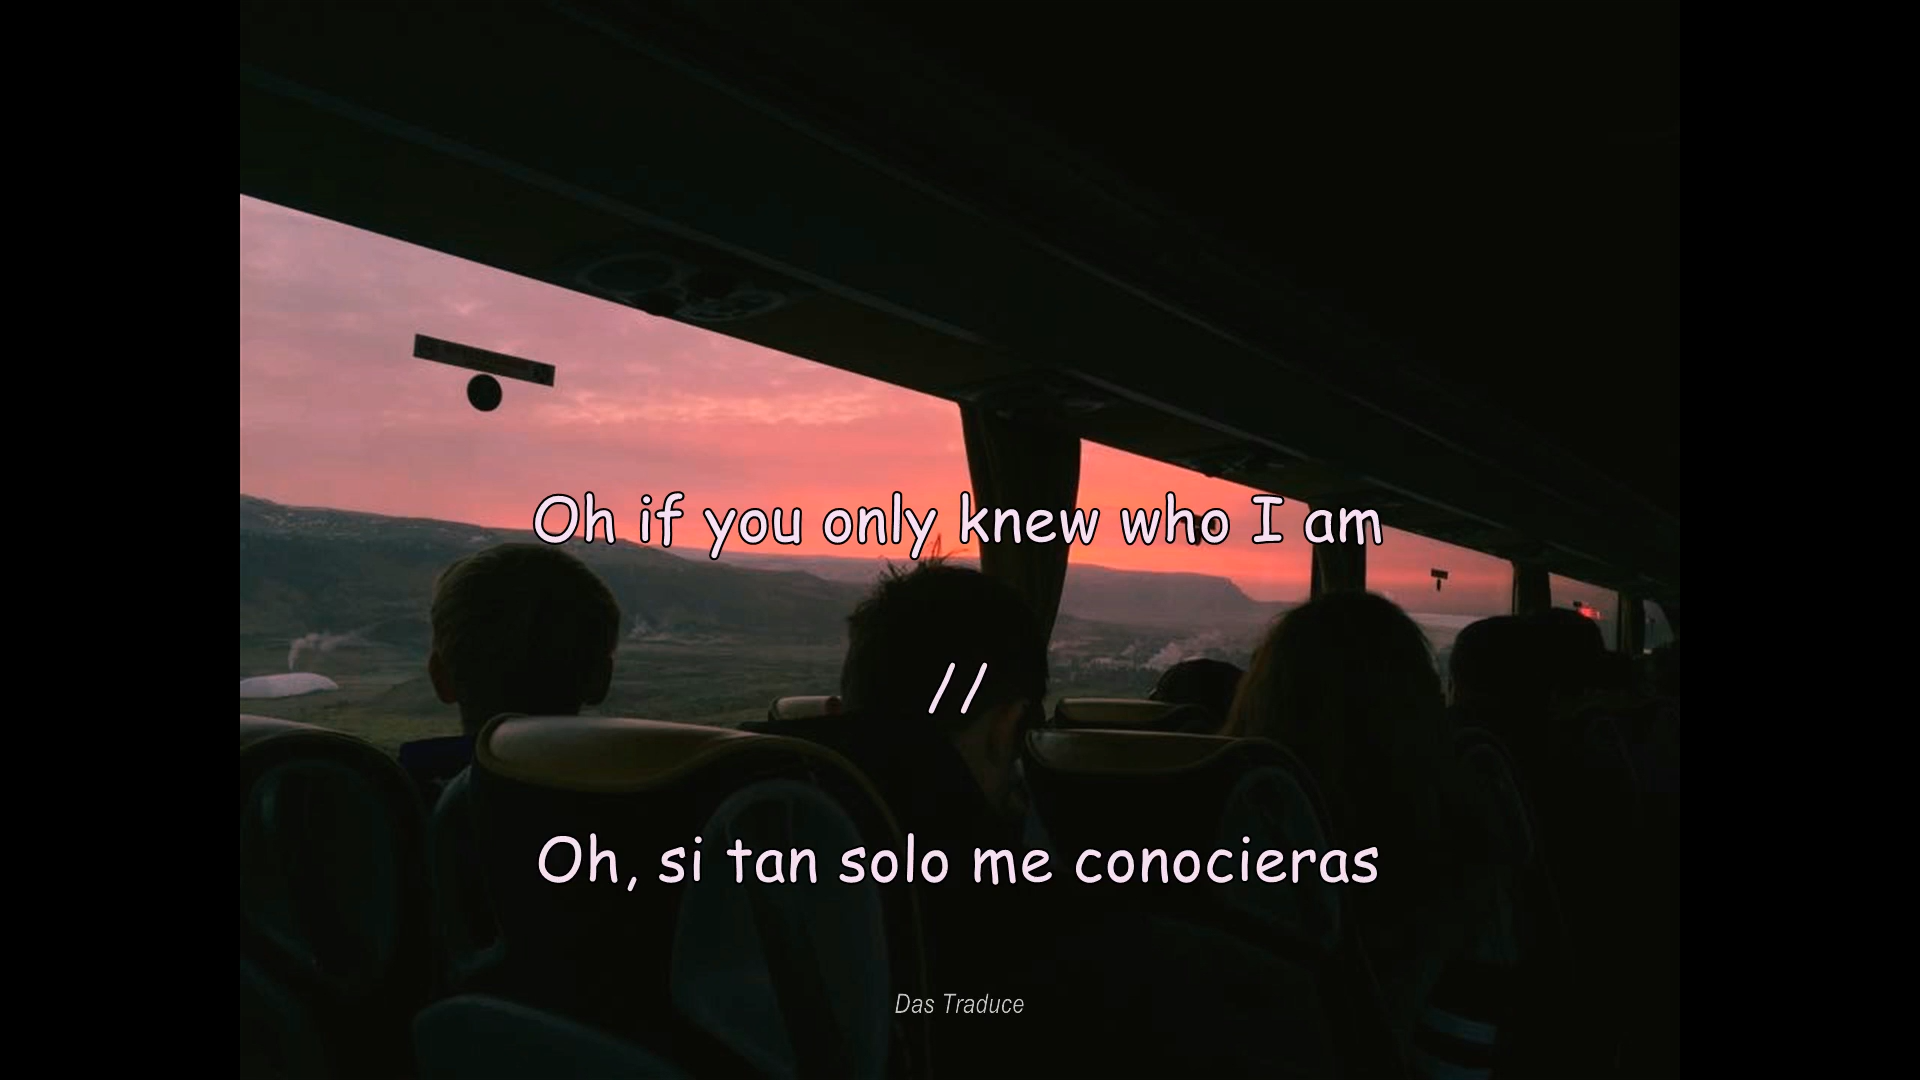 Oh if you only knew who I am
//
Oh, si tan solo me conocieras
Das Traduce